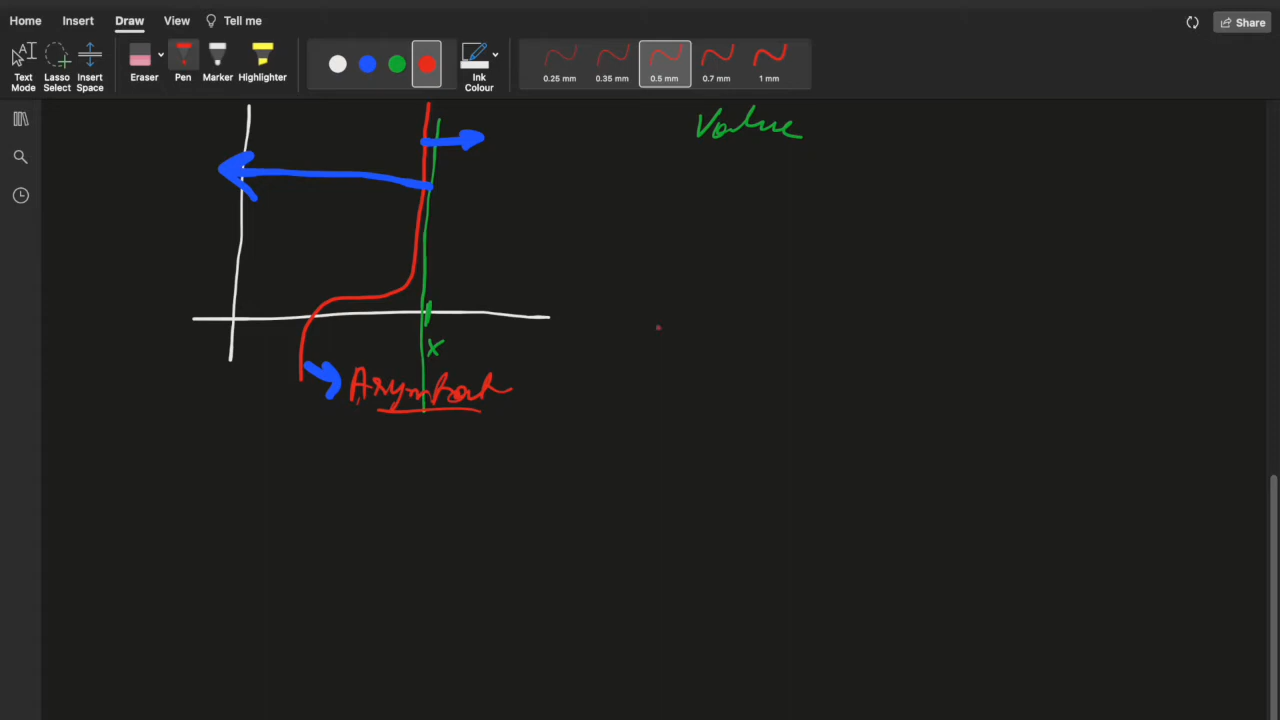 Home Insert Draw View Tell me
Share
Text Mode
Lasso Select
Insert Space
Eraser
Pen
Marker
Highlighter
Ink Colour
0.25 mm
0.35 mm
0.5 mm
0.7 mm
1 mm
Value
x